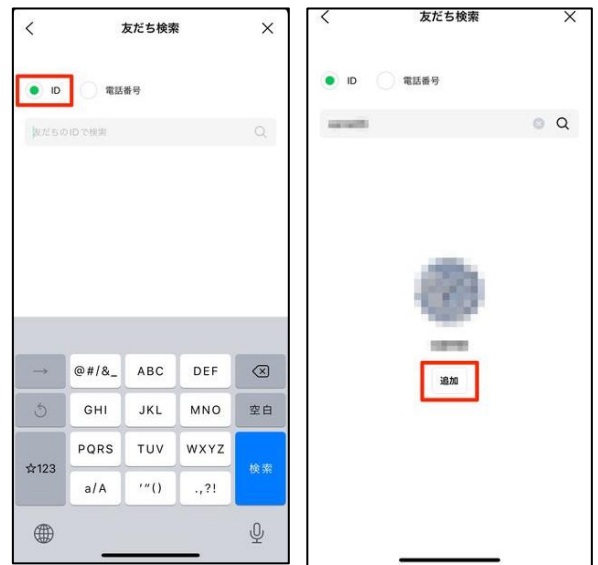 友だち検索
ID 電話番号
友だちのIDで検索
→ @#/&_ ABC DEF
GHI JKL MNO 空白
PQRS TUV WXYZ
☆123 検索
a/A '"() .,?!
友だち検索
ID 電話番号
追加